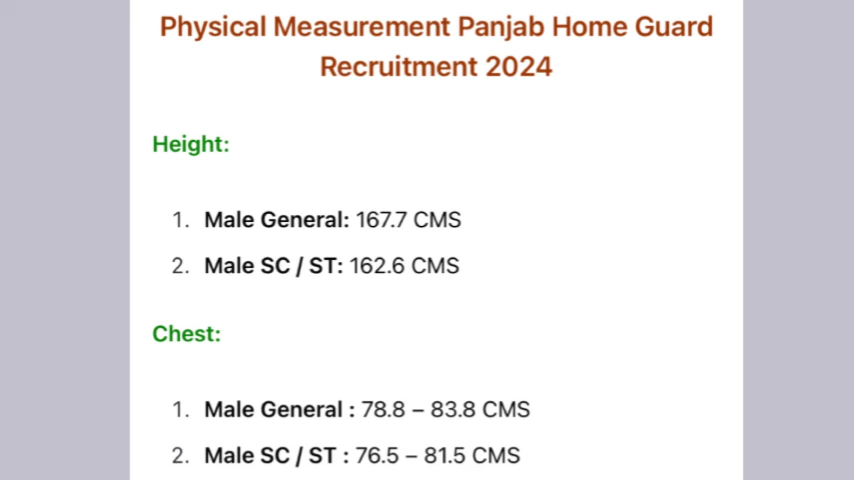 Physical Measurement Panjab Home Guard
Recruitment 2024
Height:
1. Male General: 167.7 CMS
2. Male SC / ST: 162.6 CMS
Chest:
1. Male General : 78.8 – 83.8 CMS
2. Male SC / ST : 76.5 – 81.5 CMS